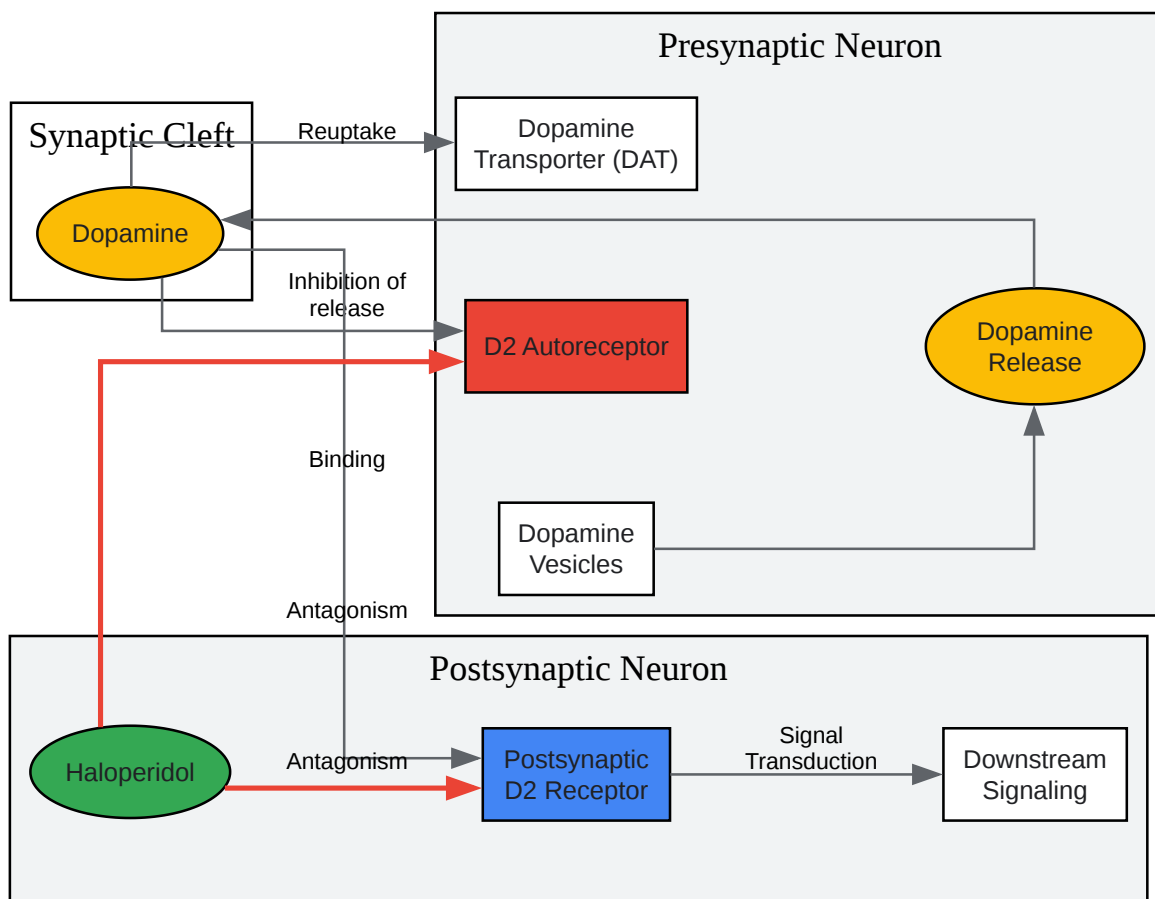 Presynaptic Neuron
Synaptic Cleft
Reuptake
Dopamine
Transporter (DAT)
Dopamine
Inhibition of
release
D2 Autoreceptor
Dopamine
Release
Binding
Dopamine
Vesicles
Antagonism
Postsynaptic Neuron
Haloperidol
Antagonism
Postsynaptic
D2 Receptor
Signal
Transduction
Downstream
Signaling